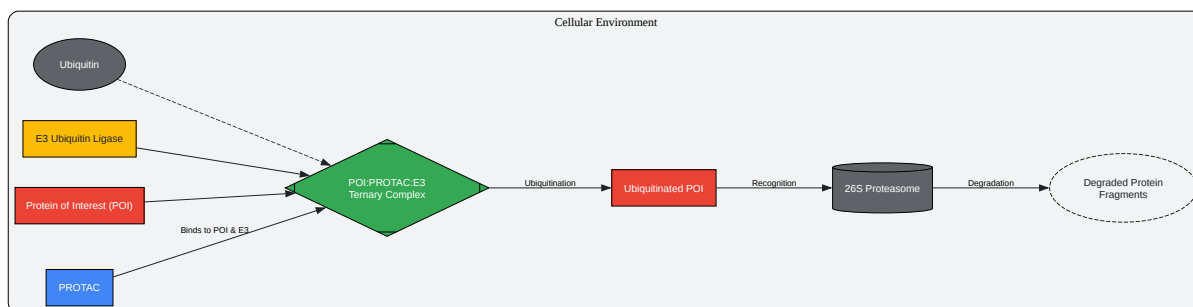 Cellular Environment
Ubiquitin
E3 Ubiquitin Ligase
Protein of Interest (POI)
PROTAC
Binds to POI & E3
POI:PROTAC:E3
Ternary Complex
Ubiquitination
Ubiquitinated POI
Recognition
26S Proteasome
Degradation
Degraded Protein
Fragments